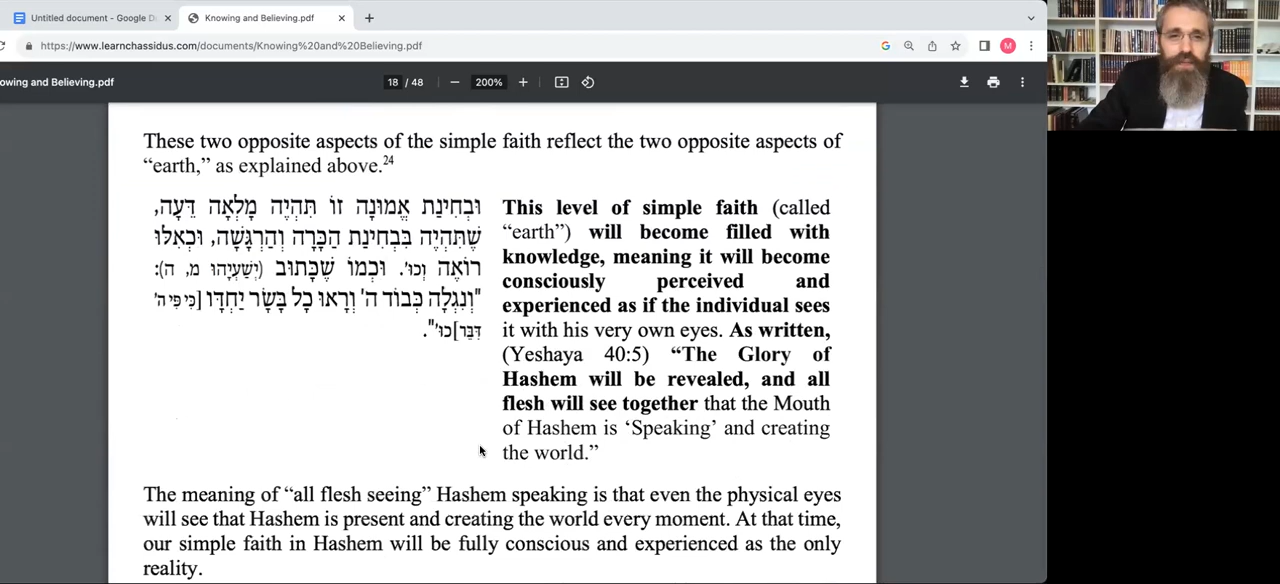 Untitled document - Google D
Knowing and Believing.pdf
https://www.learnchassidus.com/documents/Knowing%20and%20Believing.pdf
M
owing and Believing.pdf
18 / 48
200%
These two opposite aspects of the simple faith reflect the two opposite aspects of
“earth,” as explained above.24
וּבְחִינַת אֱמוּנָה זוֹ תִּהְיֶה מָלְאָה דֵּעָה,
שֶׁתִּהְיֶה בִּבְחִינַת הַכָּרָה וְהַרְגָּשָׁה, וּכְאִלּוּ
רוֹאֶה וְכוּ'. וּכְמוֹ שֶׁכָּתוּב (יְשַׁעְיָהוּ מ, ה):
"וְנִגְלָה כְּבוֹד ה' וְרָאוּ כָל בָּשָׂר יַחְדָּו [כִּי פִּי ה'
דִּבֵּר] כוּ'".
This level of simple faith (called
“earth”) will become filled with
knowledge, meaning it will become
consciously perceived and
experienced as if the individual sees
it with his very own eyes. As written,
(Yeshaya 40:5) “The Glory of
Hashem will be revealed, and all
flesh will see together that the Mouth
of Hashem is ‘Speaking’ and creating
the world.”
The meaning of “all flesh seeing” Hashem speaking is that even the physical eyes
will see that Hashem is present and creating the world every moment. At that time,
our simple faith in Hashem will be fully conscious and experienced as the only
reality.